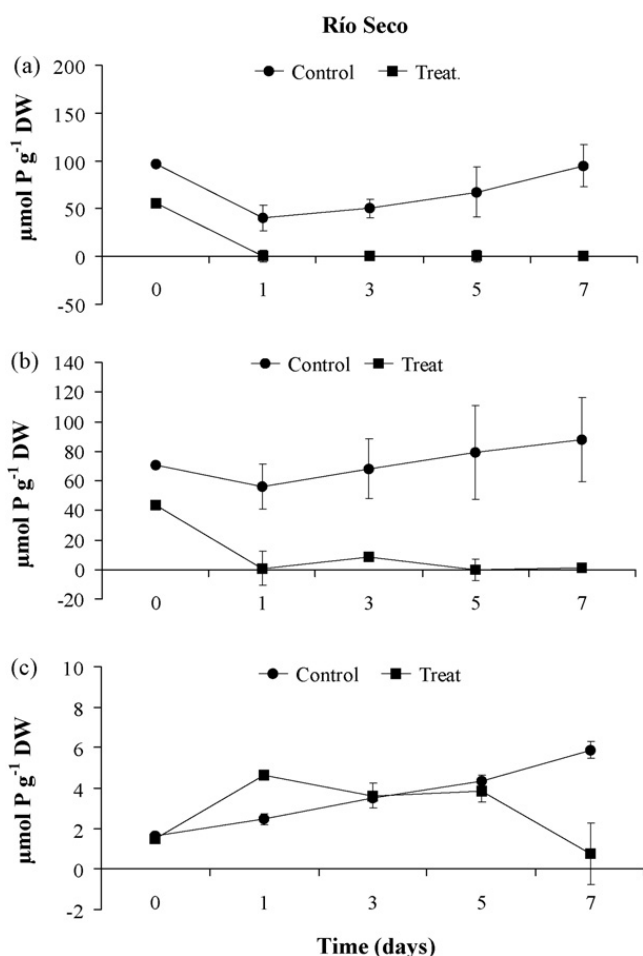 Río Seco
(a)
Control Treat.
µmol P g⁻¹ DW
200
150
100
50
0
-50
0 1 3 5 7
(b)
Control Treat
µmol P g⁻¹ DW
140
120
100
80
60
40
20
0
-20
0 1 3 5 7
(c)
Control Treat
µmol P g⁻¹ DW
10
8
6
4
2
0
-2
0 1 3 5 7
Time (days)